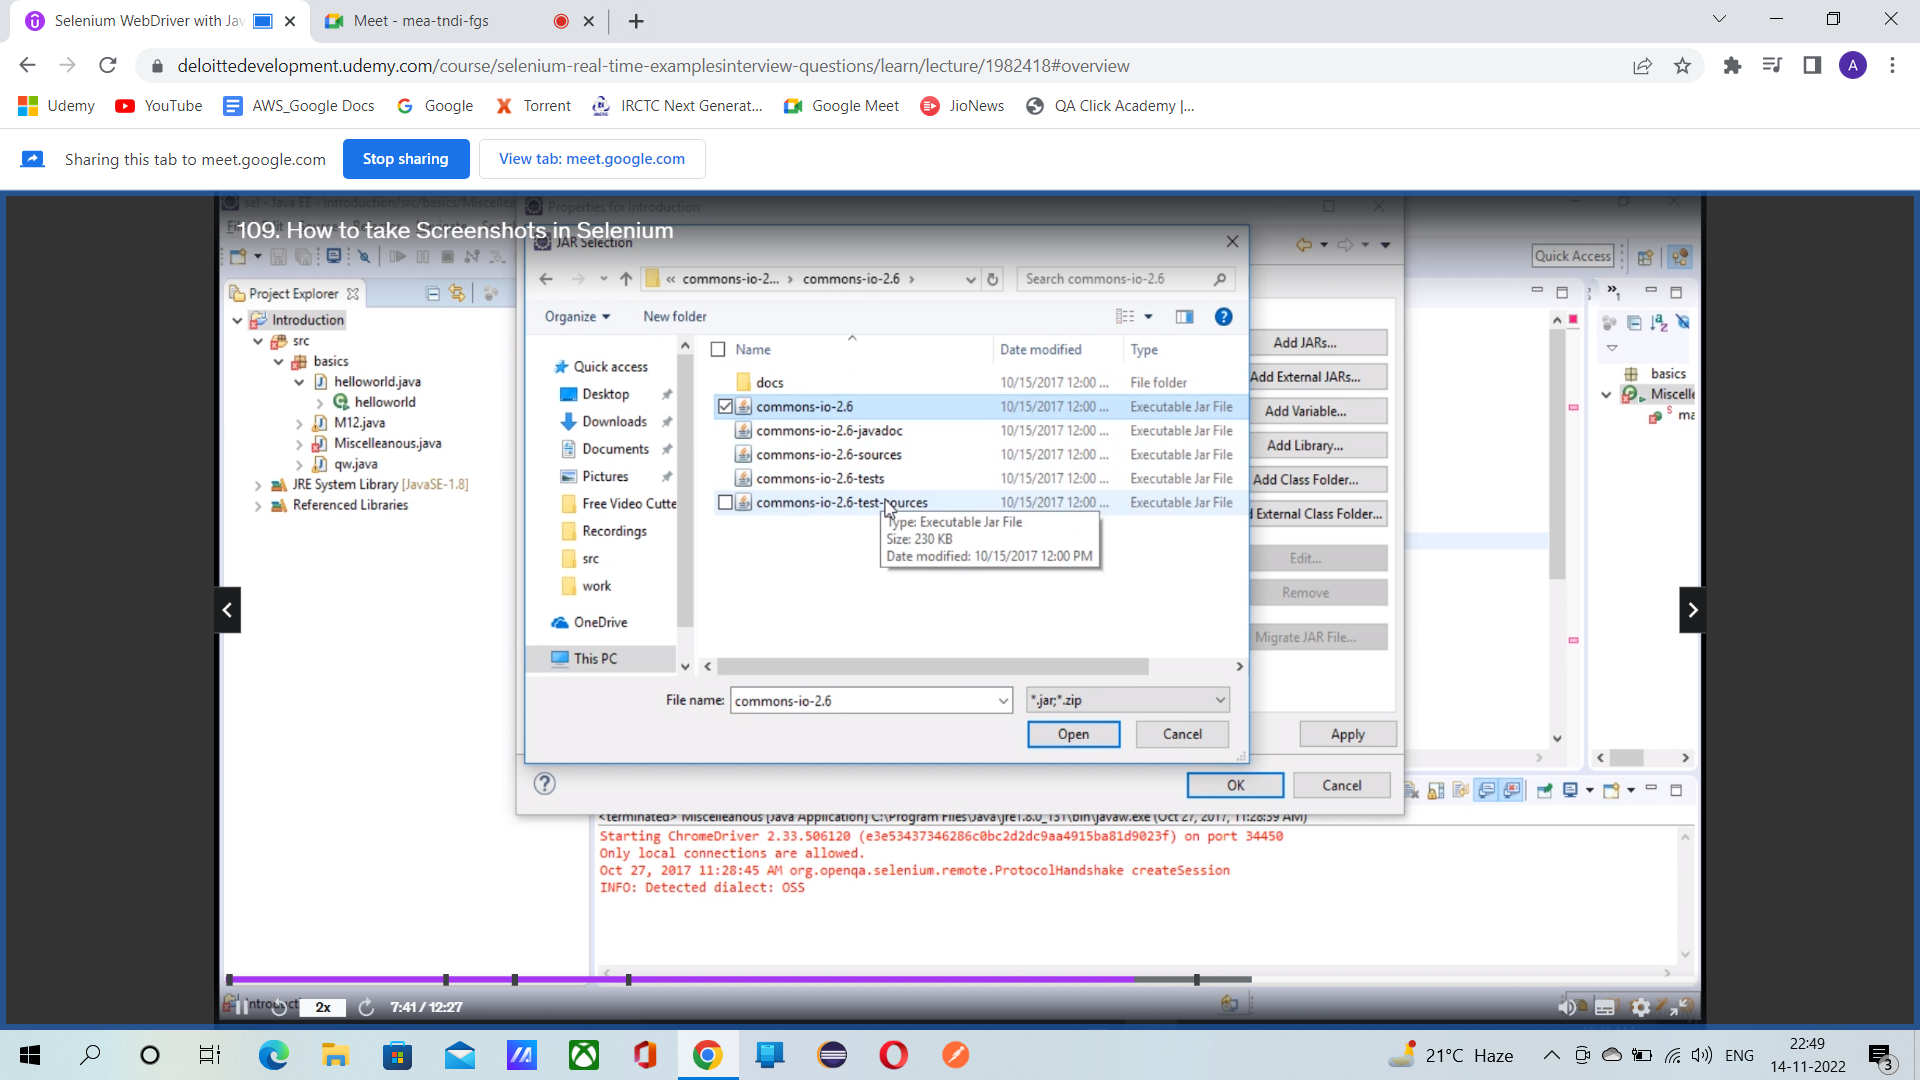 Selenium WebDriver with Jav
Meet - mea-tndi-fgs
deloittedevelopment.udemy.com/course/selenium-real-time-examplesinterview-questions/learn/lecture/1982418#overview
A
Udemy YouTube AWS_Google Docs Google Torrent IRCTC Next Generat... Google Meet JioNews QA Click Academy |...
Sharing this tab to meet.google.com Stop sharing View tab: meet.google.com
sel - Java EE - Introduction/src/basics/Miscellea
Properties for Introduction
109. How to take Screenshots in Selenium
JAR Selection
Quick Access
commons-io-2... commons-io-2.6 Search commons-io-2.6
Project Explorer
Organize New folder
Introduction
src
basics
helloworld.java
helloworld
M12.java
Miscelleanous.java
qw.java
JRE System Library [JavaSE-1.8]
Referenced Libraries
Quick access
Desktop
Downloads
Documents
Pictures
Free Video Cutte
Recordings
src
work
OneDrive
This PC
Name Date modified Type
docs 10/15/2017 12:00 ... File folder
commons-io-2.6 10/15/2017 12:00 ... Executable Jar File
commons-io-2.6-javadoc 10/15/2017 12:00 ... Executable Jar File
commons-io-2.6-sources 10/15/2017 12:00 ... Executable Jar File
commons-io-2.6-tests 10/15/2017 12:00 ... Executable Jar File
commons-io-2.6-test-sources 10/15/2017 12:00 ... Executable Jar File
Type: Executable Jar File
Size: 230 KB
Date modified: 10/15/2017 12:00 PM
File name: commons-io-2.6 *.jar;*.zip
Open Cancel
Add JARs...
Add External JARs...
Add Variable...
Add Library...
Add Class Folder...
External Class Folder...
Edit...
Remove
Migrate JAR File...
Apply
OK Cancel
basics
Miscelle
ma
<terminated> Miscelleanous [Java Application] C:\Program Files\Java\jre1.8.0_131\bin\javaw.exe (Oct 27, 2017, 11:28:39 AM)
Starting ChromeDriver 2.33.506120 (e3e53437346286c0bc2d2dc9aa4915ba81d9023f) on port 34450
Only local connections are allowed.
Oct 27, 2017 11:28:45 AM org.openqa.selenium.remote.ProtocolHandshake createSession
INFO: Detected dialect: OSS
2x 7:41 / 12:27
21°C Haze ENG
22:49
14-11-2022
3